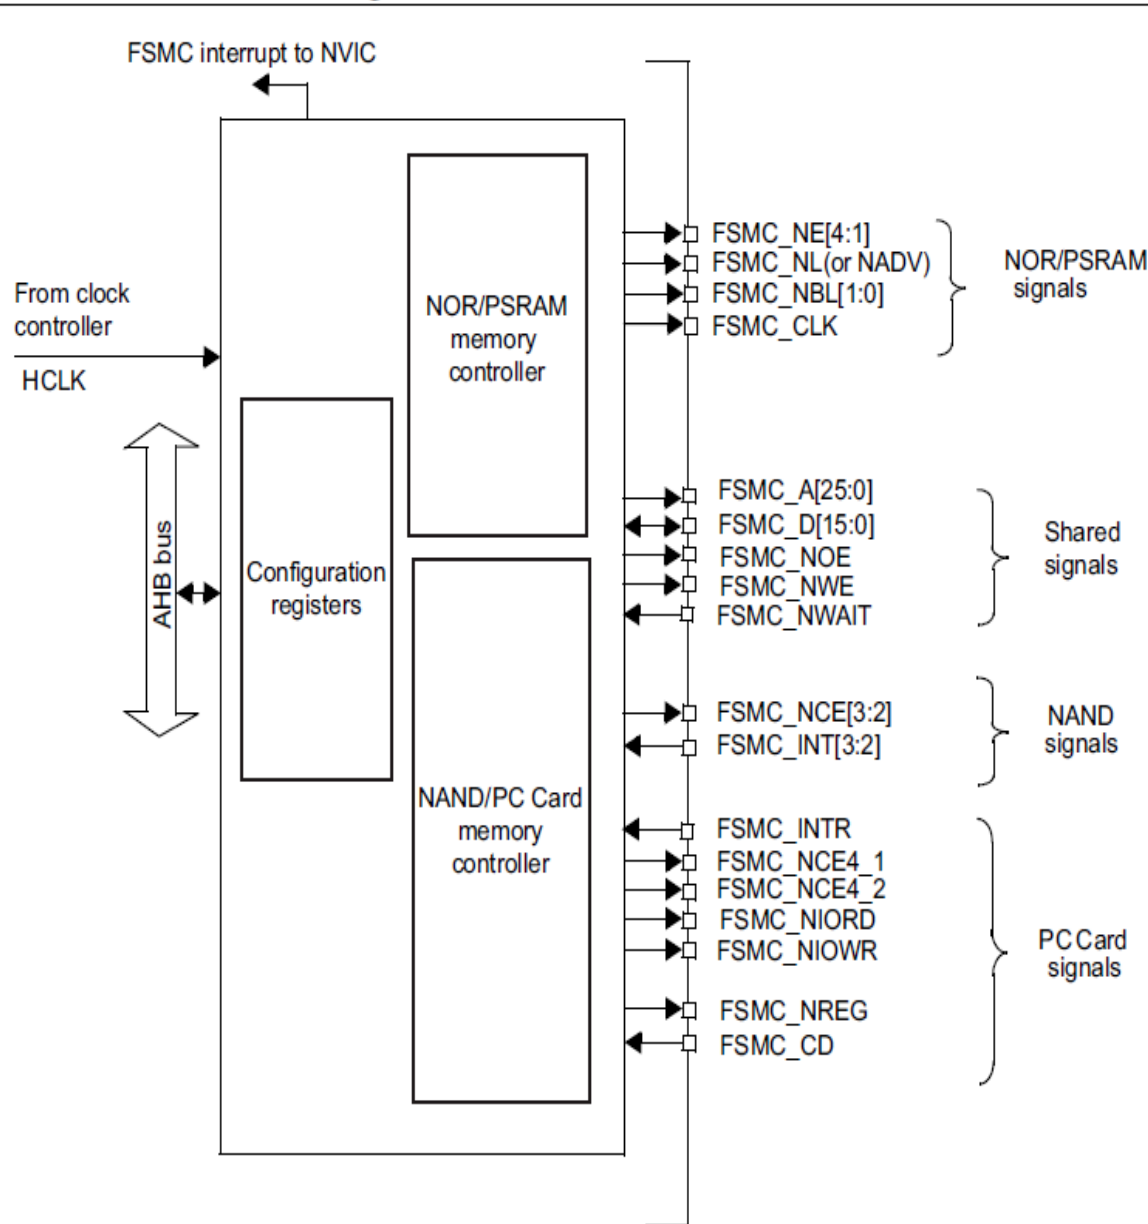 FSMC interrupt to NVIC
From clock
controller
HCLK
AHB bus
Configuration
registers
NOR/PSRAM
memory
controller
NAND/PC Card
memory
controller
FSMC_NE[4:1]
FSMC_NL(or NADV)
FSMC_NBL[1:0]
FSMC_CLK
NOR/PSRAM
signals
FSMC_A[25:0]
FSMC_D[15:0]
FSMC_NOE
FSMC_NWE
FSMC_NWAIT
Shared
signals
FSMC_NCE[3:2]
FSMC_INT[3:2]
NAND
signals
FSMC_INTR
FSMC_NCE4_1
FSMC_NCE4_2
FSMC_NIORD
FSMC_NIOWR
FSMC_NREG
FSMC_CD
PC Card
signals